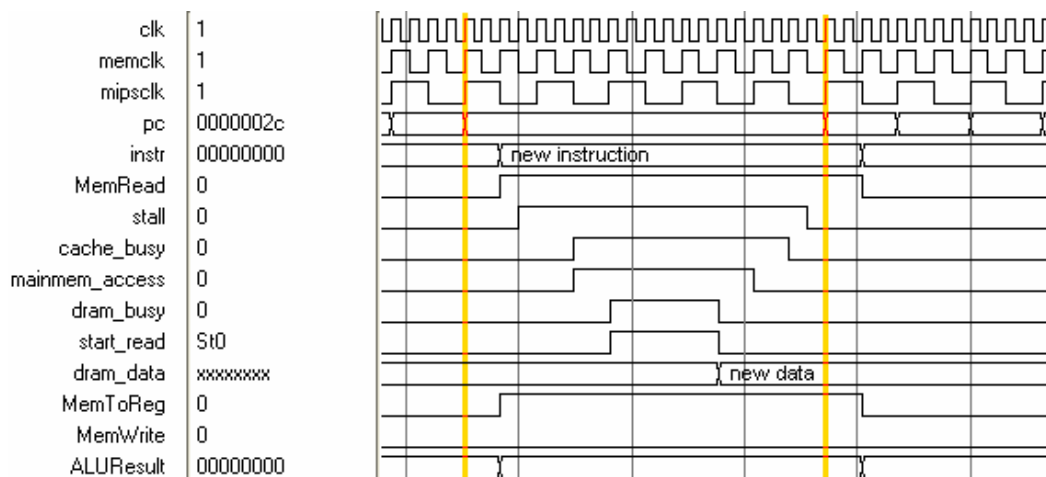 clk 1
memclk 1
mipsclk 1
pc 0000002c
instr 00000000 new instruction
MemRead 0
stall 0
cache_busy 0
mainmem_access 0
dram_busy 0
start_read St0
dram_data xxxxxxxx new data
MemToReg 0
MemWrite 0
ALUResult 00000000